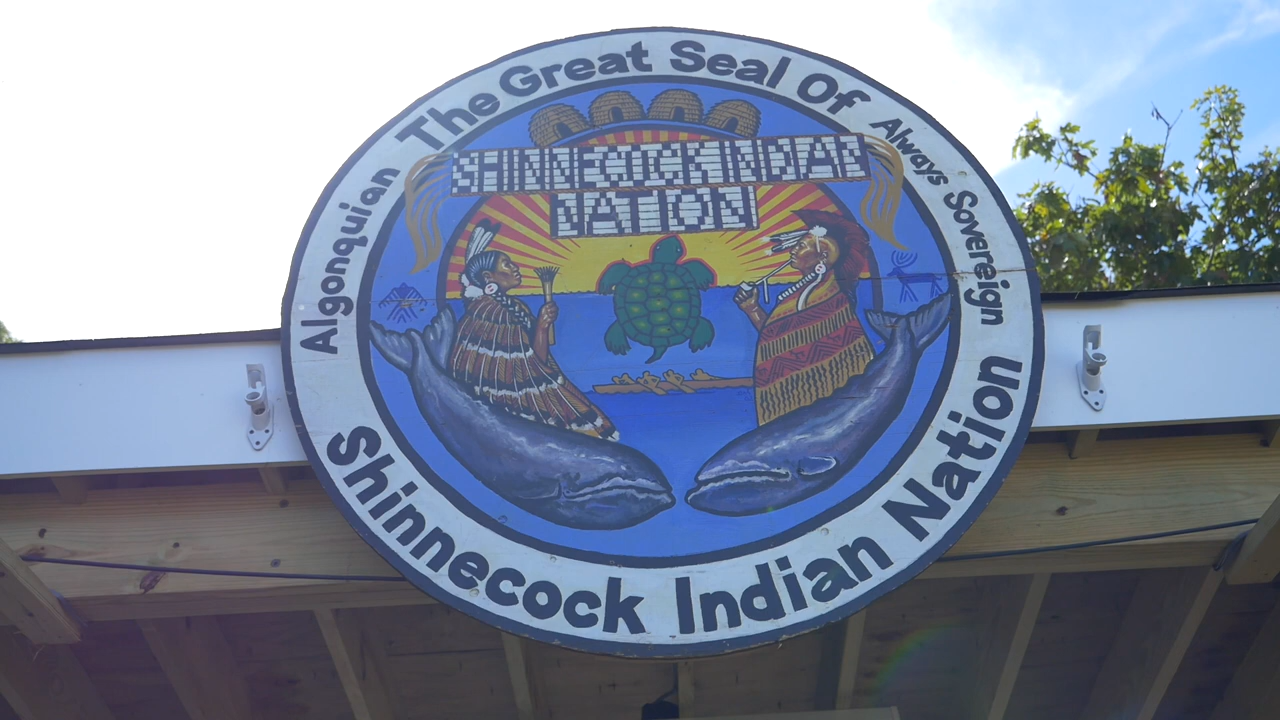 Algonquian The Great Seal Of Always Sovereign
SHINNECOCK INDIAN
NATION
Shinnecock Indian Nation